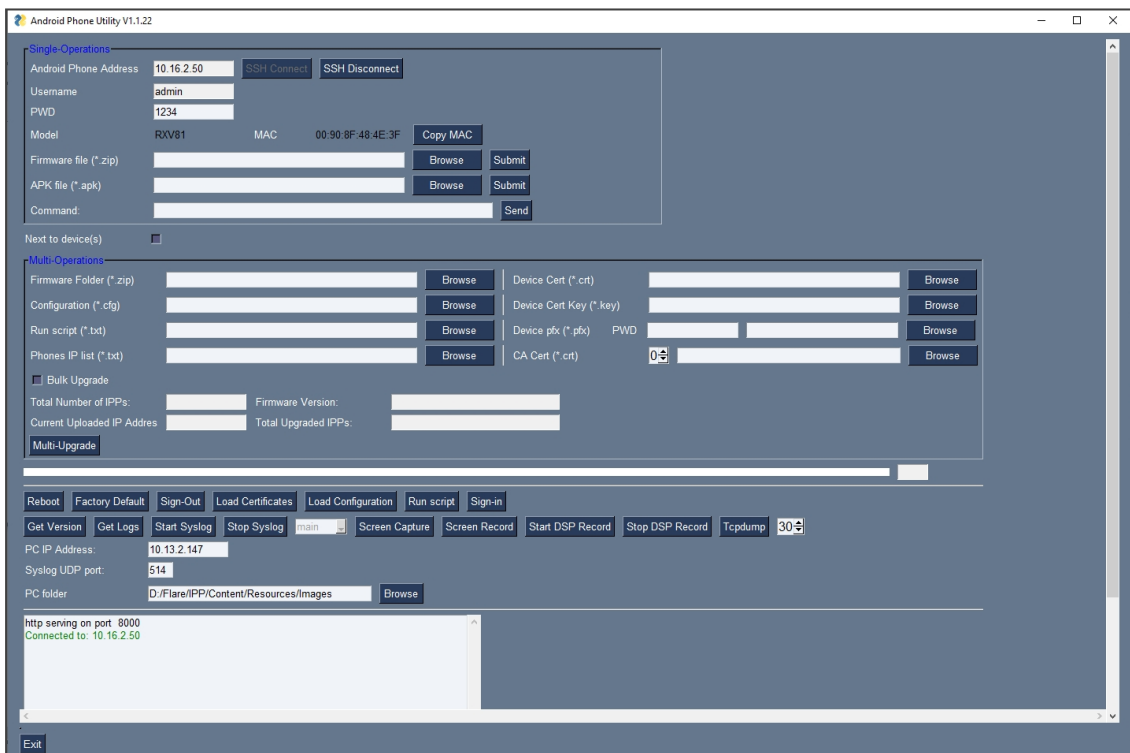 Android Phone Utility V1.1.22
Single-Operations
Android Phone Address 10.16.2.50 SSH Connect SSH Disconnect
Username admin
PWD 1234
Model RXV81 MAC 00:90:8F:48:4E:3F Copy MAC
Firmware file (*.zip) Browse Submit
APK file (*.apk) Browse Submit
Command: Send
Next to device(s)
Multi-Operations
Firmware Folder (*.zip) Browse Device Cert (*.crt) Browse
Configuration (*.cfg) Browse Device Cert Key (*.key) Browse
Run script (*.txt) Browse Device pfx (*.pfx) PWD Browse
Phones IP list (*.txt) Browse CA Cert (*.crt) 0 Browse
Bulk Upgrade
Total Number of IPPs: Firmware Version:
Current Uploaded IP Addres Total Upgraded IPPs:
Multi-Upgrade
Reboot Factory Default Sign-Out Load Certificates Load Configuration Run script Sign-in
Get Version Get Logs Start Syslog Stop Syslog main Screen Capture Screen Record Start DSP Record Stop DSP Record Tcpdump 30
PC IP Address: 10.13.2.147
Syslog UDP port: 514
PC folder D:/Flare/IPP/Content/Resources/Images Browse
http serving on port 8000
Connected to: 10.16.2.50
Exit